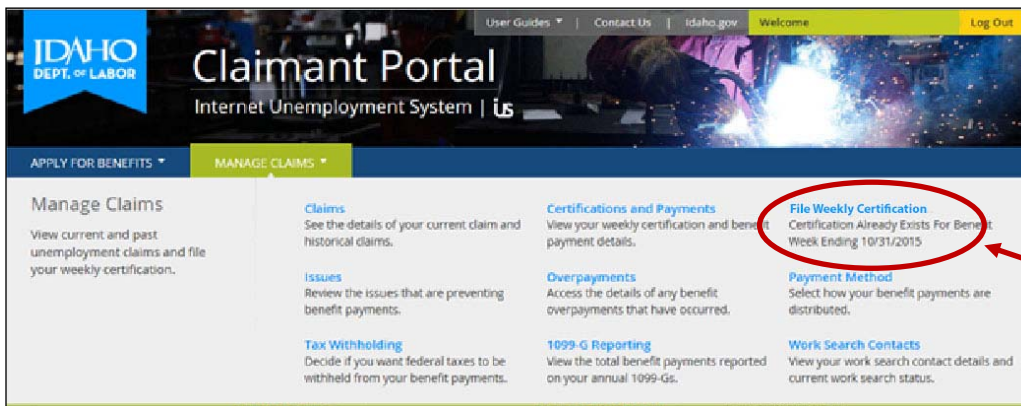 User Guides
Contact Us
Idaho.gov
Welcome
Log Out
IDAHO
DEPT. OF LABOR
Claimant Portal
Internet Unemployment System | ius
APPLY FOR BENEFITS
MANAGE CLAIMS
Manage Claims
View current and past
unemployment claims and file
your weekly certification.
Claims
See the details of your current claim and
historical claims.
Certifications and Payments
View your weekly certification and benefit
payment details.
File Weekly Certification
Certification Already Exists For Benefit
Week Ending 10/31/2015
Issues
Review the issues that are preventing
benefit payments.
Overpayments
Access the details of any benefit
overpayments that have occurred.
Payment Method
Select how your benefit payments are
distributed.
Tax Withholding
Decide if you want federal taxes to be
withheld from your benefit payments.
1099-G Reporting
View the total benefit payments reported
on your annual 1099-Gs.
Work Search Contacts
View your work search contact details and
current work search status.